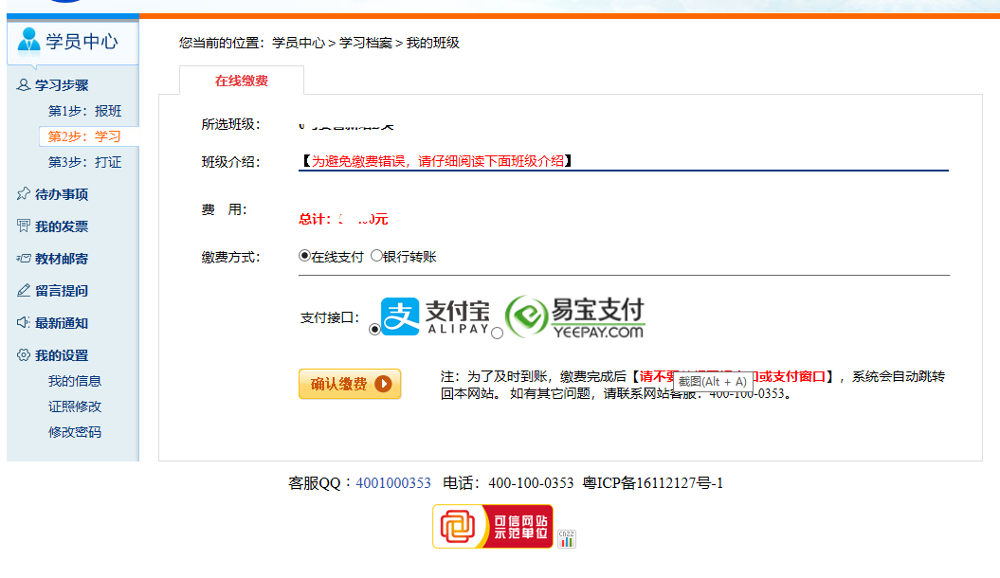 学员中心
您当前的位置：学员中心 > 学习档案 > 我的班级
学习步骤
第1步：报班
第2步：学习
第3步：打证
待办事项
我的发票
教材邮寄
留言提问
最新通知
我的设置
我的信息
证照修改
修改密码
在线缴费
所选班级：
班级介绍：
【为避免缴费错误，请仔细阅读下面班级介绍】
费 用：
总计：
元
缴费方式：
在线支付 银行转账
支付接口：
支付宝
ALIPAY
易宝支付
YEEPAY.COM
确认缴费
注：为了及时到账，缴费完成后【请不要
或支付窗口】，系统会自动跳转
截图(Alt + A)
回本网站。如有其它问题，请联系网站客服：400-100-0353。
客服QQ：4001000353 电话：400-100-0353 粤ICP备16112127号-1
可信网站
示范单位
cnzz